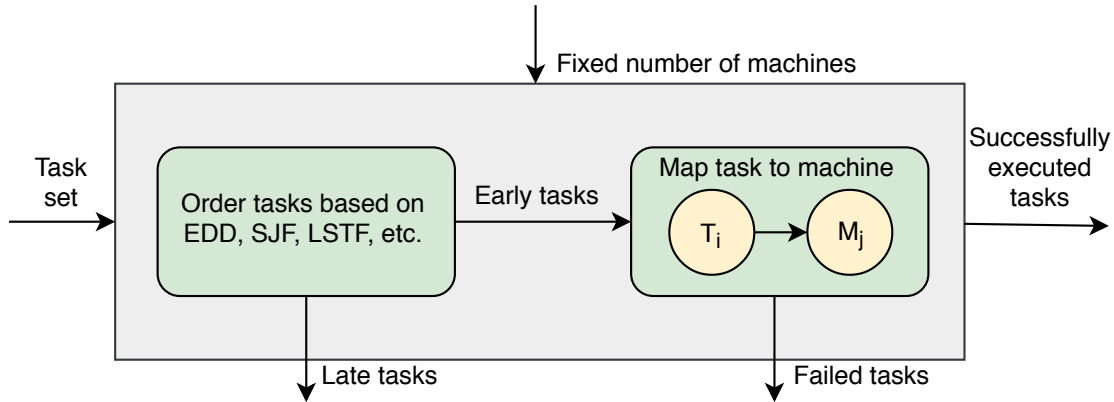 Fixed number of machines
Task
set
Order tasks based on
EDD, SJF, LSTF, etc.
Early tasks
Map task to machine
Ti
Mj
Successfully
executed
tasks
Late tasks
Failed tasks